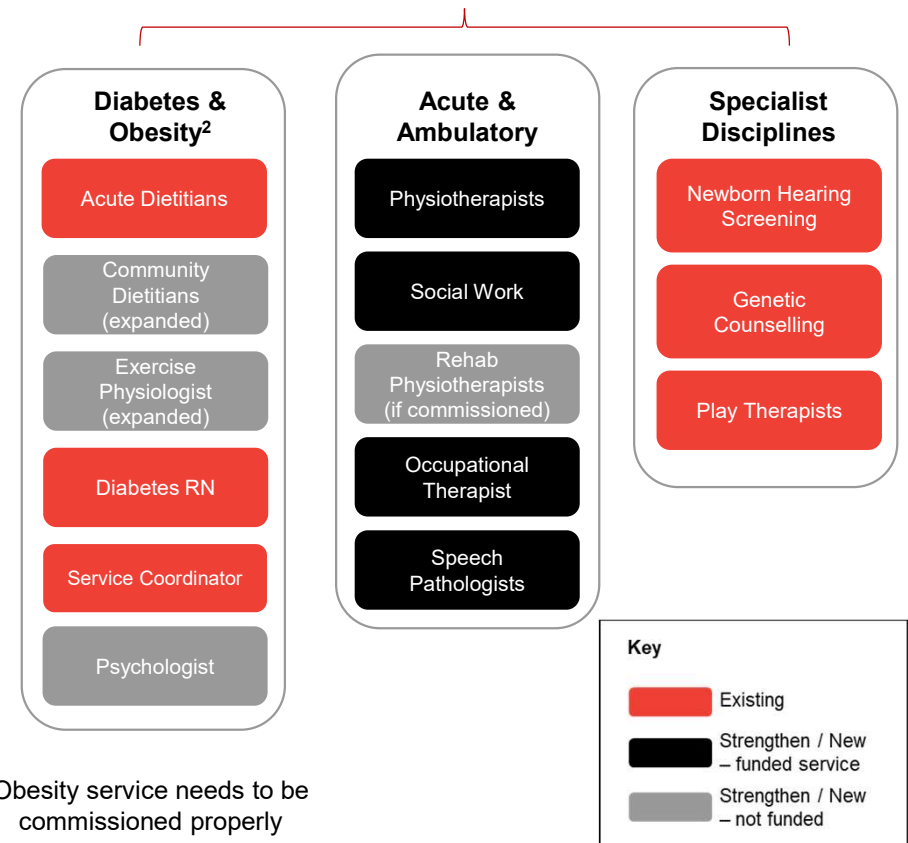 Diabetes &
Obesity2
Acute Dietitians
Community
Dietitians
(expanded)
Exercise
Physiologist
(expanded)
Diabetes RN
Service Coordinator
Psychologist
Acute &
Ambulatory
Physiotherapists
Social Work
Rehab
Physiotherapists
(if commissioned)
Occupational
Therapist
Speech
Pathologists
Specialist
Disciplines
Newborn Hearing
Screening
Genetic
Counselling
Play Therapists
Obesity service needs to be
commissioned properly
Key
Existing
Strengthen / New
– funded service
Strengthen / New
– not funded